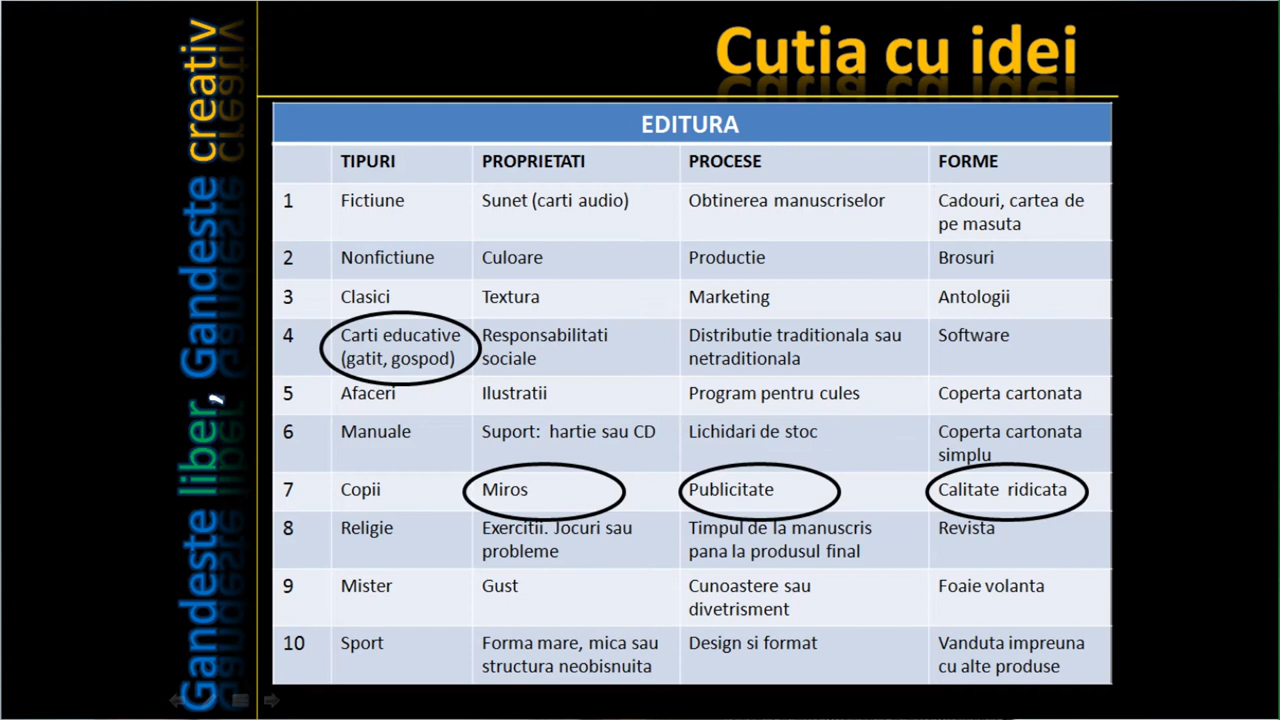 Gandeste liber, Gandeste creativ
Cutia cu idei
EDITURA
TIPURI PROPRIETATI PROCESE FORME
1 Fictiune Sunet (carti audio) Obtinerea manuscriselor Cadouri, cartea de
pe masuta
2 Nonfictiune Culoare Productie Brosuri
3 Clasici Textura Marketing Antologii
4 Carti educative Responsabilitati Distributie traditionala sau Software
(gatit, gospod) sociale netraditionala
5 Afaceri Ilustratii Program pentru cules Coperta cartonata
6 Manuale Suport: hartie sau CD Lichidari de stoc Coperta cartonata
simplu
7 Copii Miros Publicitate Calitate ridicata
8 Religie Exercitii. Jocuri sau Timpul de la manuscris Revista
probleme pana la produsul final
9 Mister Gust Cunoastere sau Foaie volanta
divetrisment
10 Sport Forma mare, mica sau Design si format Vanduta impreuna
structura neobisnuita cu alte produse